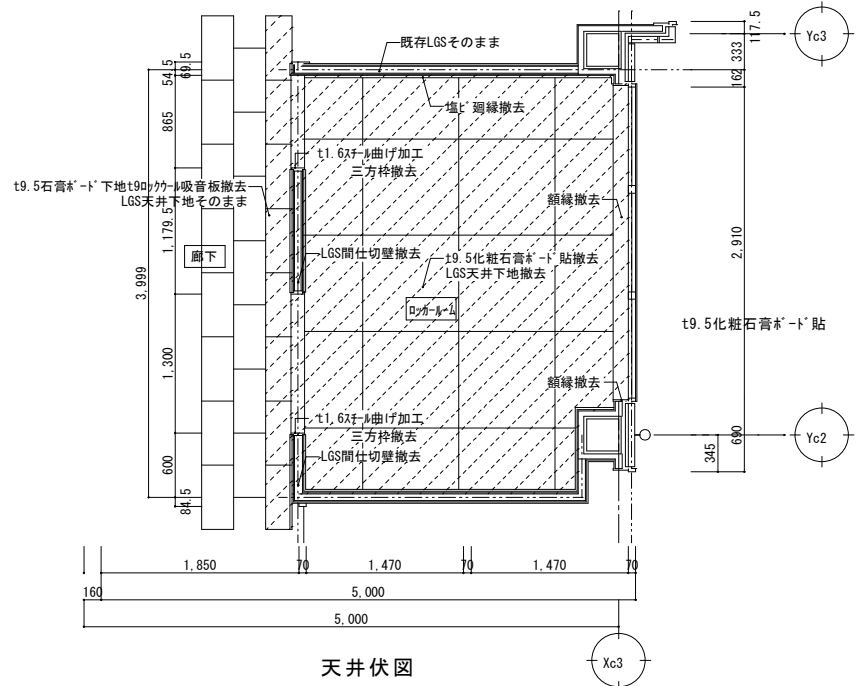 117.5
Yc3
既存LGSそのまま
333
69.5
54.5
162
塩ビ廻縁撤去
865
t1.6スチール曲げ加工
三方枠撤去
t9.5石膏ボード下地t9ロックウール吸音板撤去
LGS天井下地そのまま
額縁撤去
1,179.5
廊下
LGS間仕切壁撤去
t9.5化粧石膏ボード貼撤去
LGS天井下地撤去
2,910
3,999
ロッカールーム
t9.5化粧石膏ボード貼
1,300
額縁撤去
t1.6スチール曲げ加工
三方枠撤去
Yc2
690
345
LGS間仕切壁撤去
600
84.5
1,850
70
1,470
70
1,470
70
160
5,000
5,000
Xc3
天井伏図